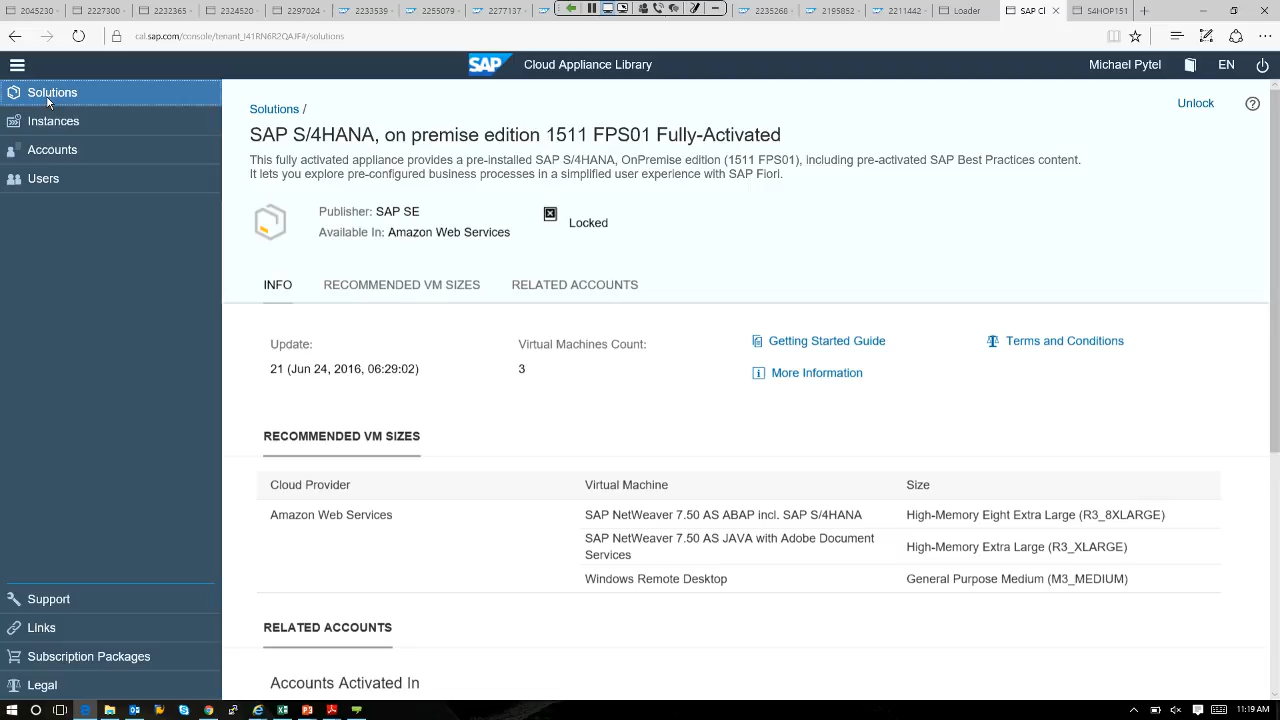 cal.sap.com/console/tenant_I41RN6R2QAJF#/solutions
SAP Cloud Appliance Library Michael Pytel EN
Solutions
Instances
Accounts
Users
Solutions /
Unlock
SAP S/4HANA, on premise edition 1511 FPS01 Fully-Activated
This fully activated appliance provides a pre-installed SAP S/4HANA, OnPremise edition (1511 FPS01), including pre-activated SAP Best Practices content.
It lets you explore pre-configured business processes in a simplified user experience with SAP Fiori.
Publisher: SAP SE
Available In: Amazon Web Services
Locked
INFO RECOMMENDED VM SIZES RELATED ACCOUNTS
Update: Virtual Machines Count:
21 (Jun 24, 2016, 06:29:02) 3
Getting Started Guide Terms and Conditions
More Information
RECOMMENDED VM SIZES
Cloud Provider Virtual Machine Size
Amazon Web Services SAP NetWeaver 7.50 AS ABAP incl. SAP S/4HANA High-Memory Eight Extra Large (R3_8XLARGE)
SAP NetWeaver 7.50 AS JAVA with Adobe Document
Services High-Memory Extra Large (R3_XLARGE)
Windows Remote Desktop General Purpose Medium (M3_MEDIUM)
RELATED ACCOUNTS
Accounts Activated In
Support
Links
Subscription Packages
Legal
11:19 AM